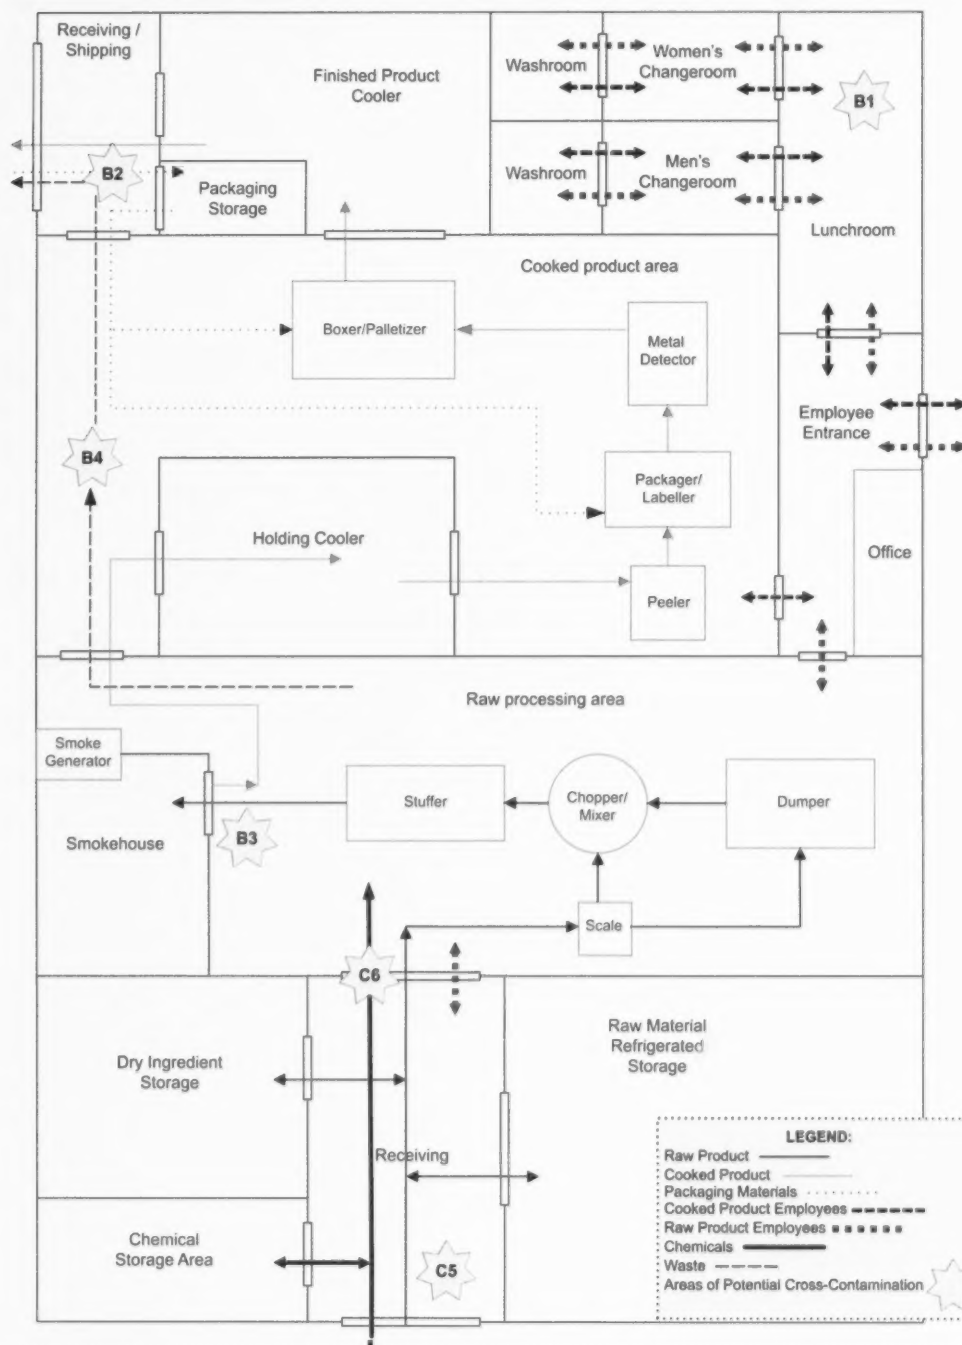 Receiving /
Shipping
Finished Product
Cooler
Washroom
Women's
Changeroom
B1
B2
Packaging
Storage
Washroom
Men's
Changeroom
Lunchroom
Cooked product area
Boxer/Palletizer
Metal
Detector
Employee
Entrance
B4
Packager/
Labeller
Holding Cooler
Office
Peeler
Raw processing area
Smoke
Generator
Stuffer
Chopper/
Mixer
Dumper
Smokehouse
B3
Scale
C6
Raw Material
Refrigerated
Storage
Dry Ingredient
Storage
Receiving
Chemical
Storage Area
C5
LEGEND:
Raw Product
Cooked Product
Packaging Materials
Cooked Product Employees
Raw Product Employees
Chemicals
Waste
Areas of Potential Cross-Contamination